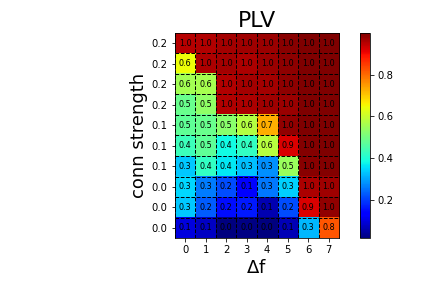 PLV
conn strength
0.2 1.0 1.0 1.0 1.0 1.0 1.0 1.0 1.0
0.2 0.6 1.0 1.0 1.0 1.0 1.0 1.0 1.0
0.2 0.6 0.6 1.0 1.0 1.0 1.0 1.0 1.0
0.2 0.5 0.5 1.0 1.0 1.0 1.0 1.0 1.0
0.1 0.5 0.5 0.5 0.6 0.7 1.0 1.0 1.0
0.1 0.4 0.5 0.4 0.4 0.6 0.9 1.0 1.0
0.1 0.3 0.4 0.4 0.3 0.3 0.5 1.0 1.0
0.0 0.3 0.3 0.2 0.1 0.3 0.3 1.0 1.0
0.0 0.3 0.2 0.2 0.2 0.1 0.2 0.9 1.0
0.0 0.3 0.8
0 1 2 3 4 5 6 7
Δf
0.8
0.6
0.4
0.2